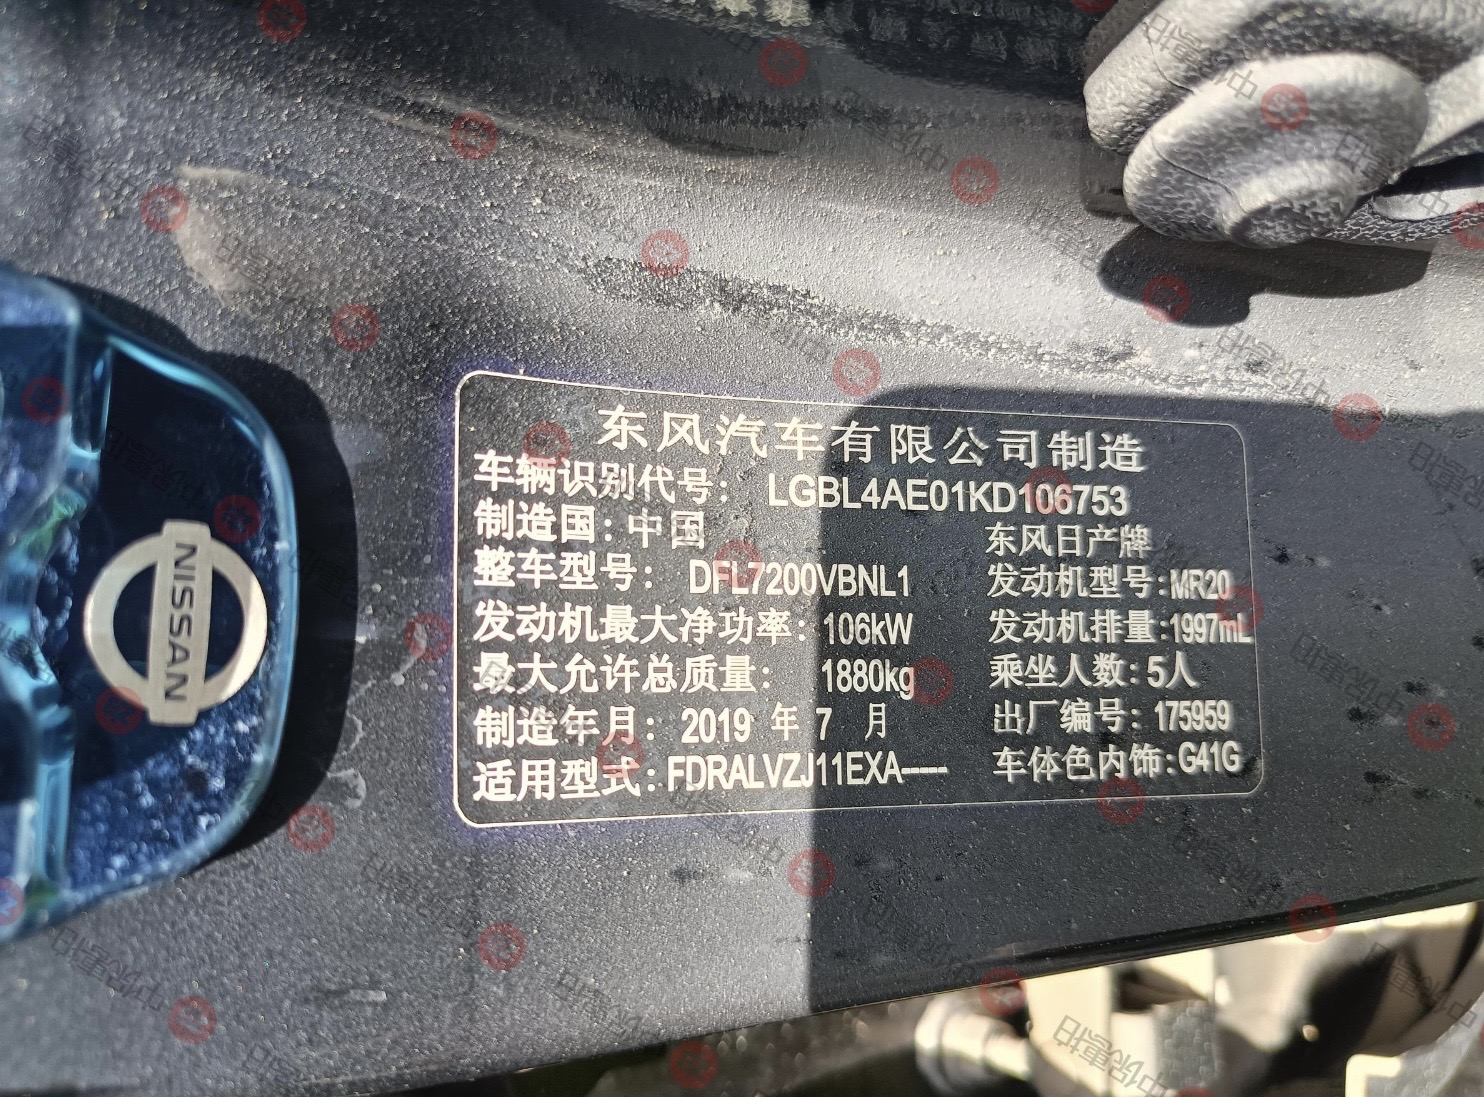 东风汽车有限公司制造
车辆识别代号: LGBL4AE01KD106753
制造国: 中国 东风日产牌
整车型号: DFL7200VBNL1 发动机型号: MR20
发动机最大净功率: 106kW 发动机排量: 1997mL
最大允许总质量: 1880kg 乘坐人数: 5人
制造年月: 2019 年 7 月 出厂编号: 175959
适用型式: FDRALVZJ11EXA----- 车体色内饰: G41G
NISSAN